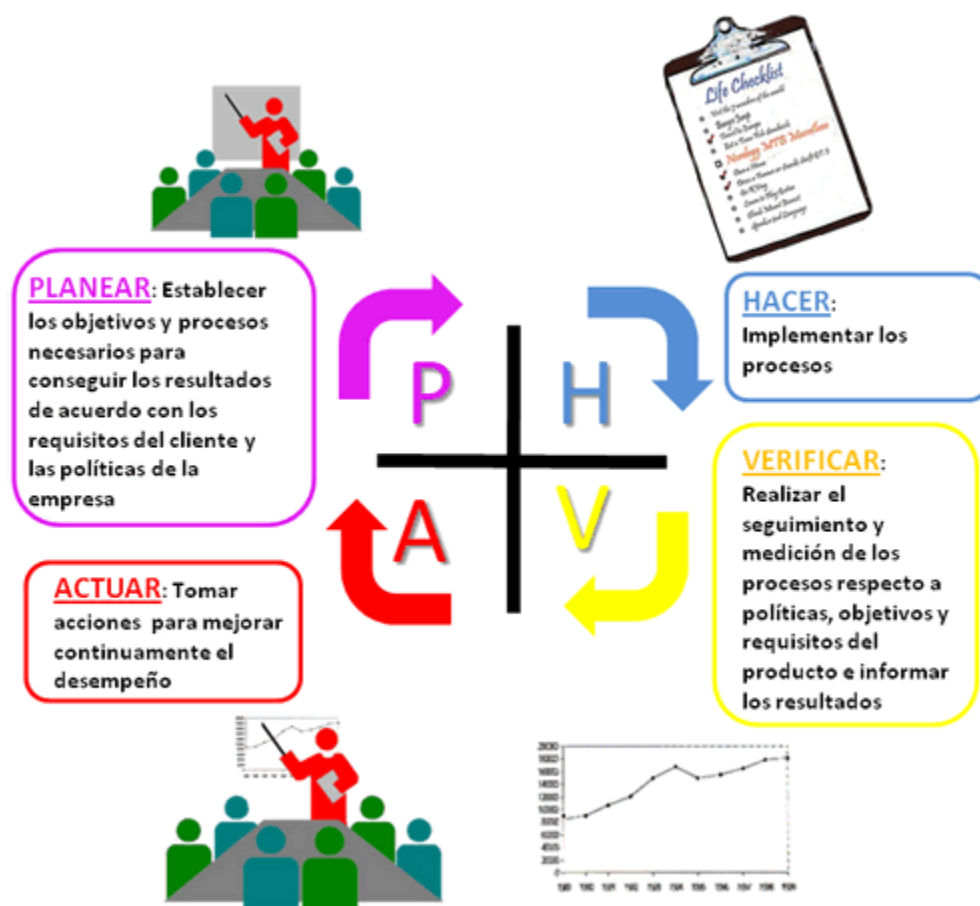 Life Checklist
PLANEAR: Establecer
los objetivos y procesos
necesarios para
conseguir los resultados
de acuerdo con los
requisitos del cliente y
las políticas de la
empresa
P
H
HACER:
Implementar los
procesos
A
V
VERIFICAR:
Realizar el
seguimiento y
medición de los
procesos respecto a
políticas, objetivos y
requisitos del
producto e informar
los resultados
ACTUAR: Tomar
acciones para mejorar
continuamente el
desempeño